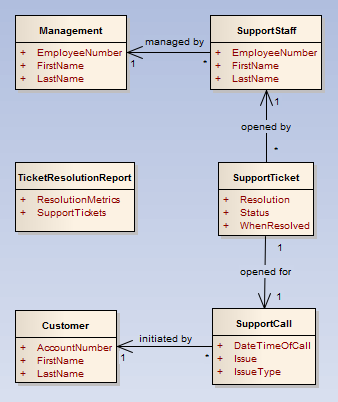 Management
+ EmployeeNumber
+ FirstName
+ LastName
managed by
1
*
SupportStaff
+ EmployeeNumber
+ FirstName
+ LastName
1
opened by
*
TicketResolutionReport
+ ResolutionMetrics
+ SupportTickets
SupportTicket
+ Resolution
+ Status
+ WhenResolved
1
opened for
1
Customer
+ AccountNumber
+ FirstName
+ LastName
initiated by
1
*
SupportCall
+ DateTimeOfCall
+ Issue
+ IssueType